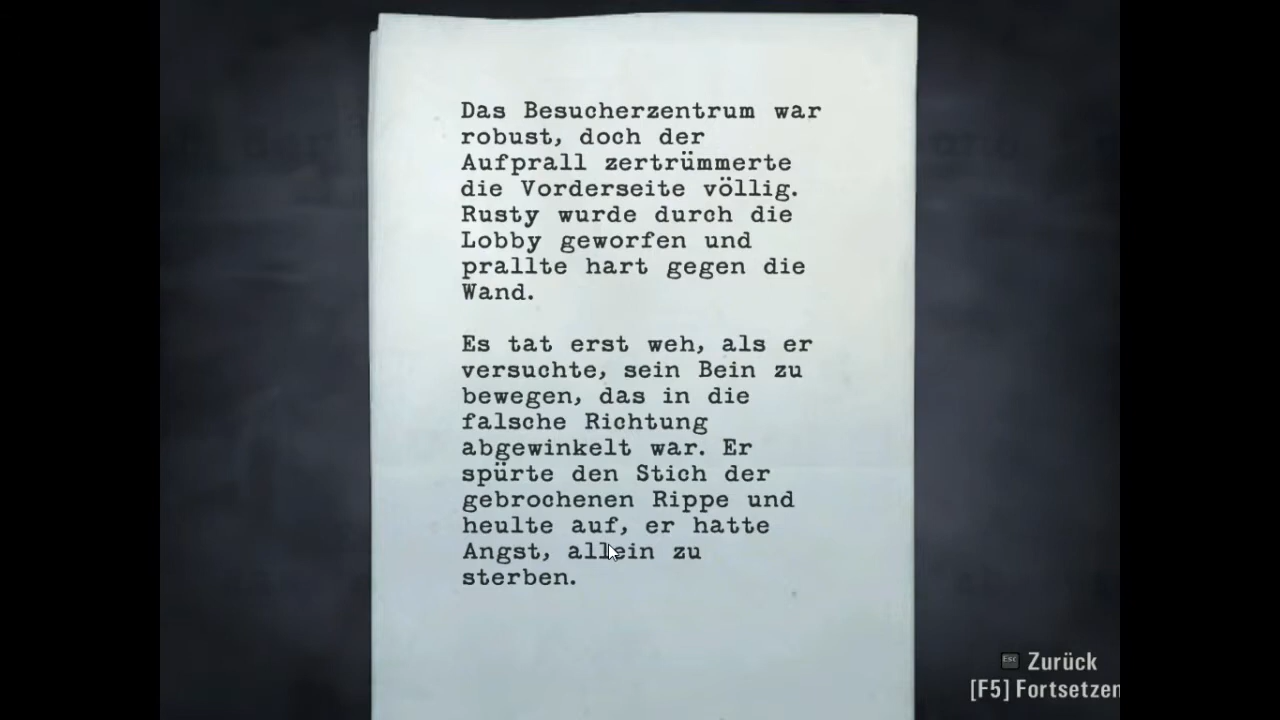 Das Besucherzentrum war
robust, doch der
Aufprall zertrümmerte
die Vorderseite völlig.
Rusty wurde durch die
Lobby geworfen und
prallte hart gegen die
Wand.
Es tat erst weh, als er
versuchte, sein Bein zu
bewegen, das in die
falsche Richtung
abgewinkelt war. Er
spürte den Stich der
gebrochenen Rippe und
heulte auf, er hatte
Angst, allein zu
sterben.
Esc Zurück
[F5] Fortsetzen